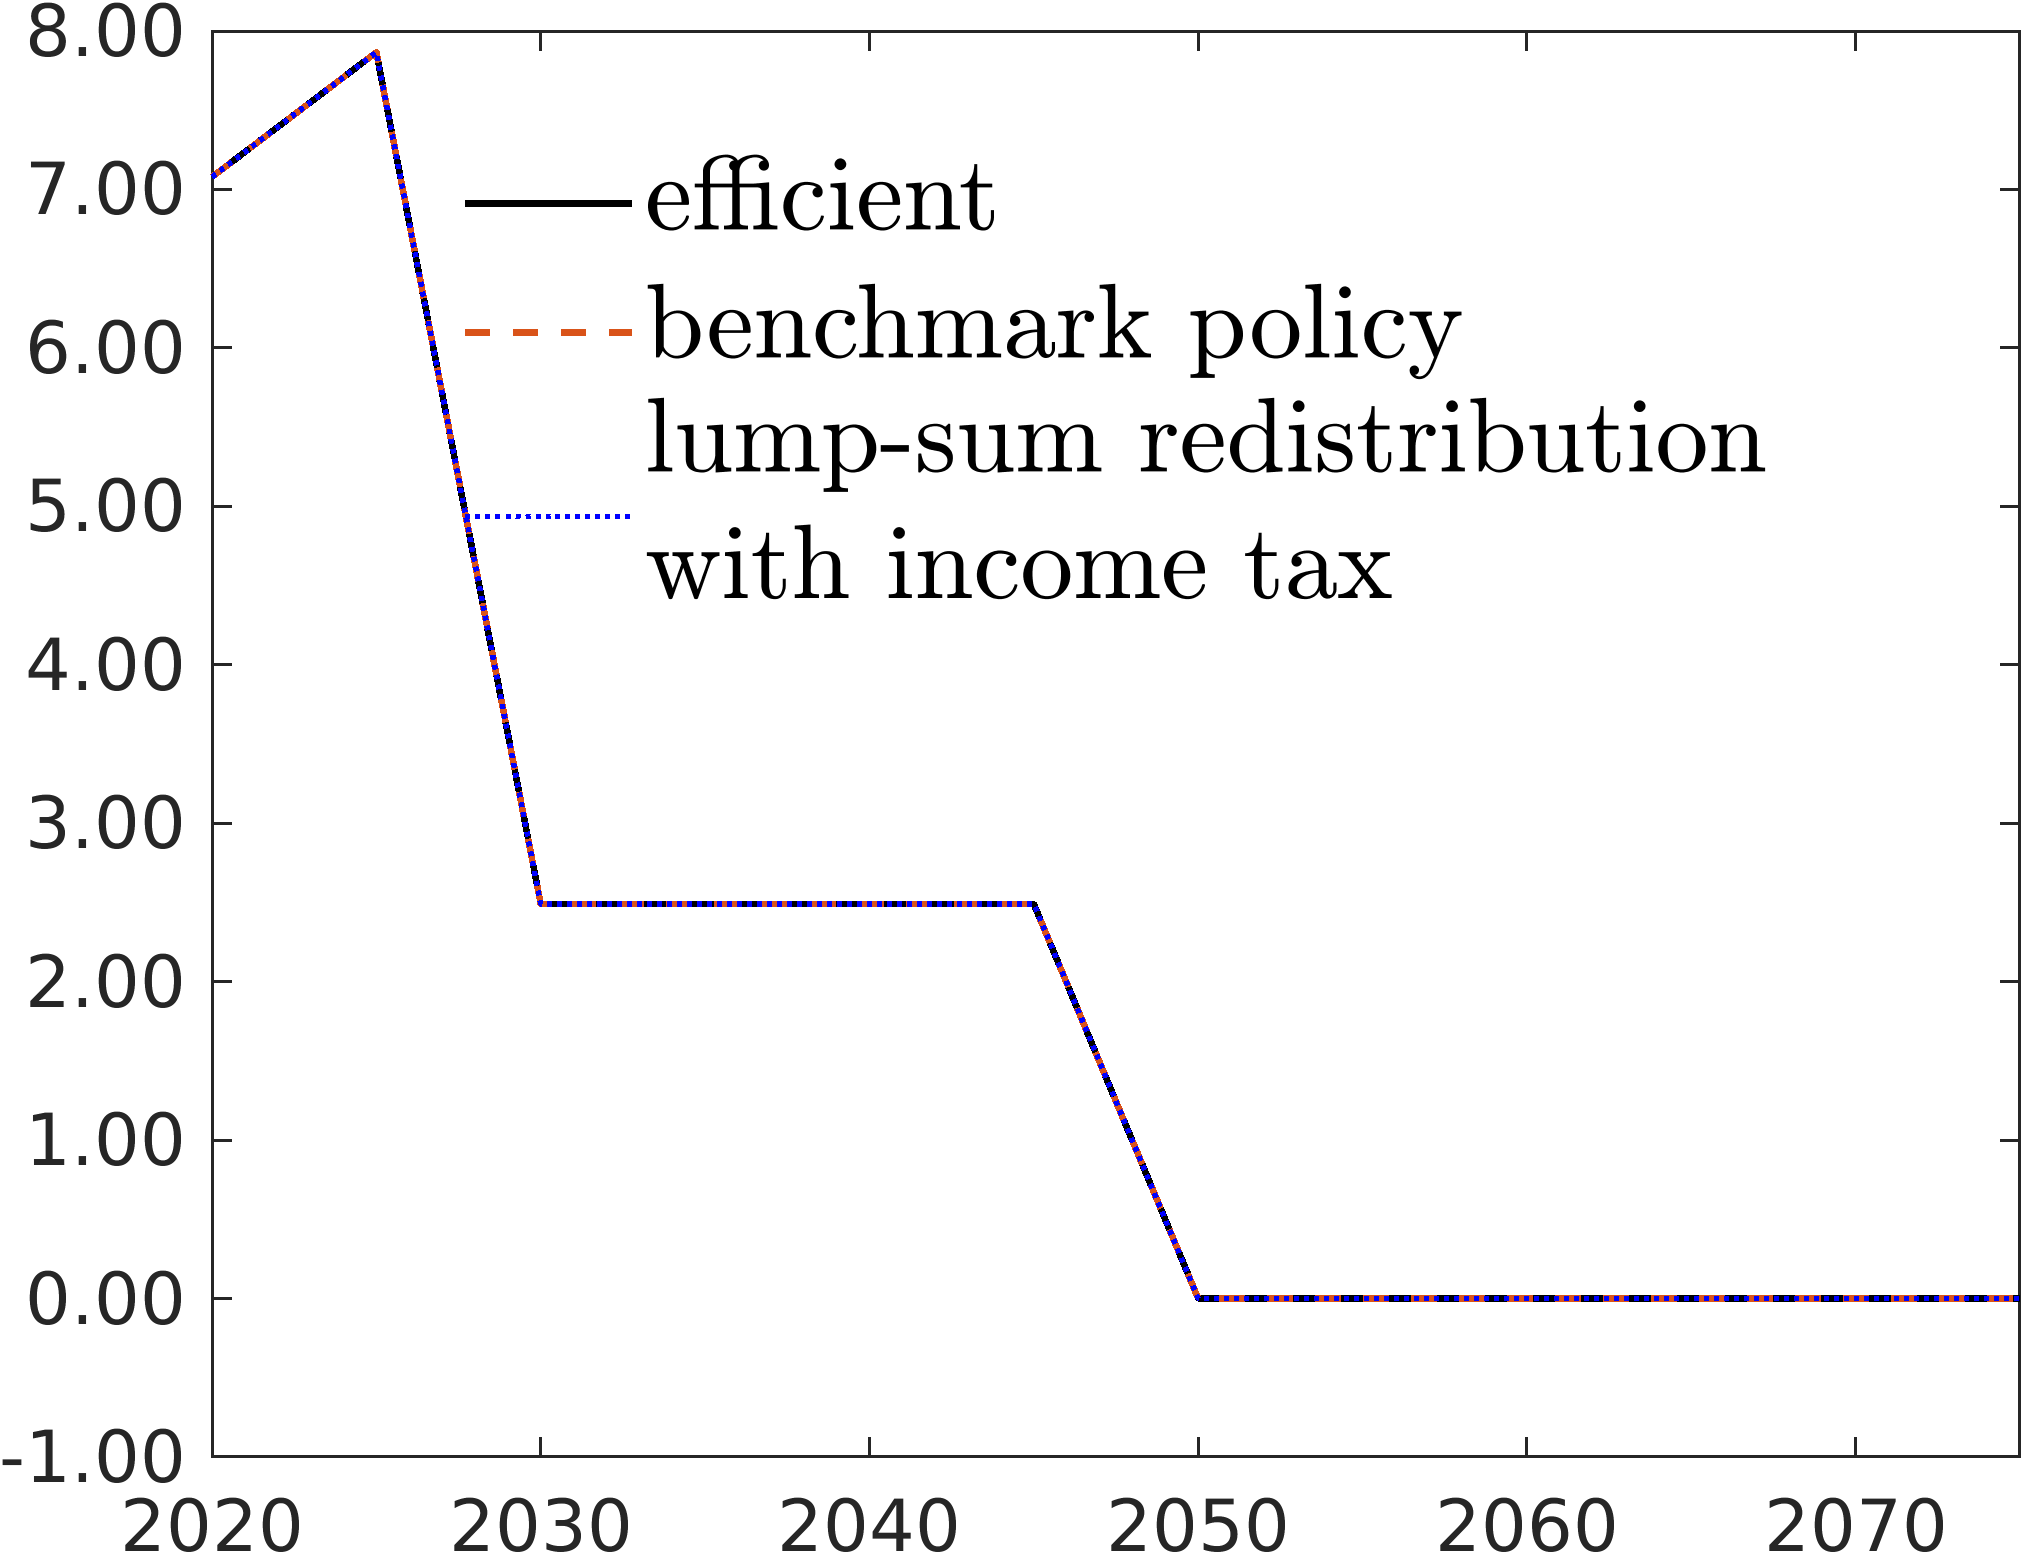 8.00
7.00
6.00
5.00
4.00
3.00
2.00
1.00
0.00
-1.00
efficient
benchmark policy
lump-sum redistribution
with income tax
2020 2030 2040 2050 2060 2070